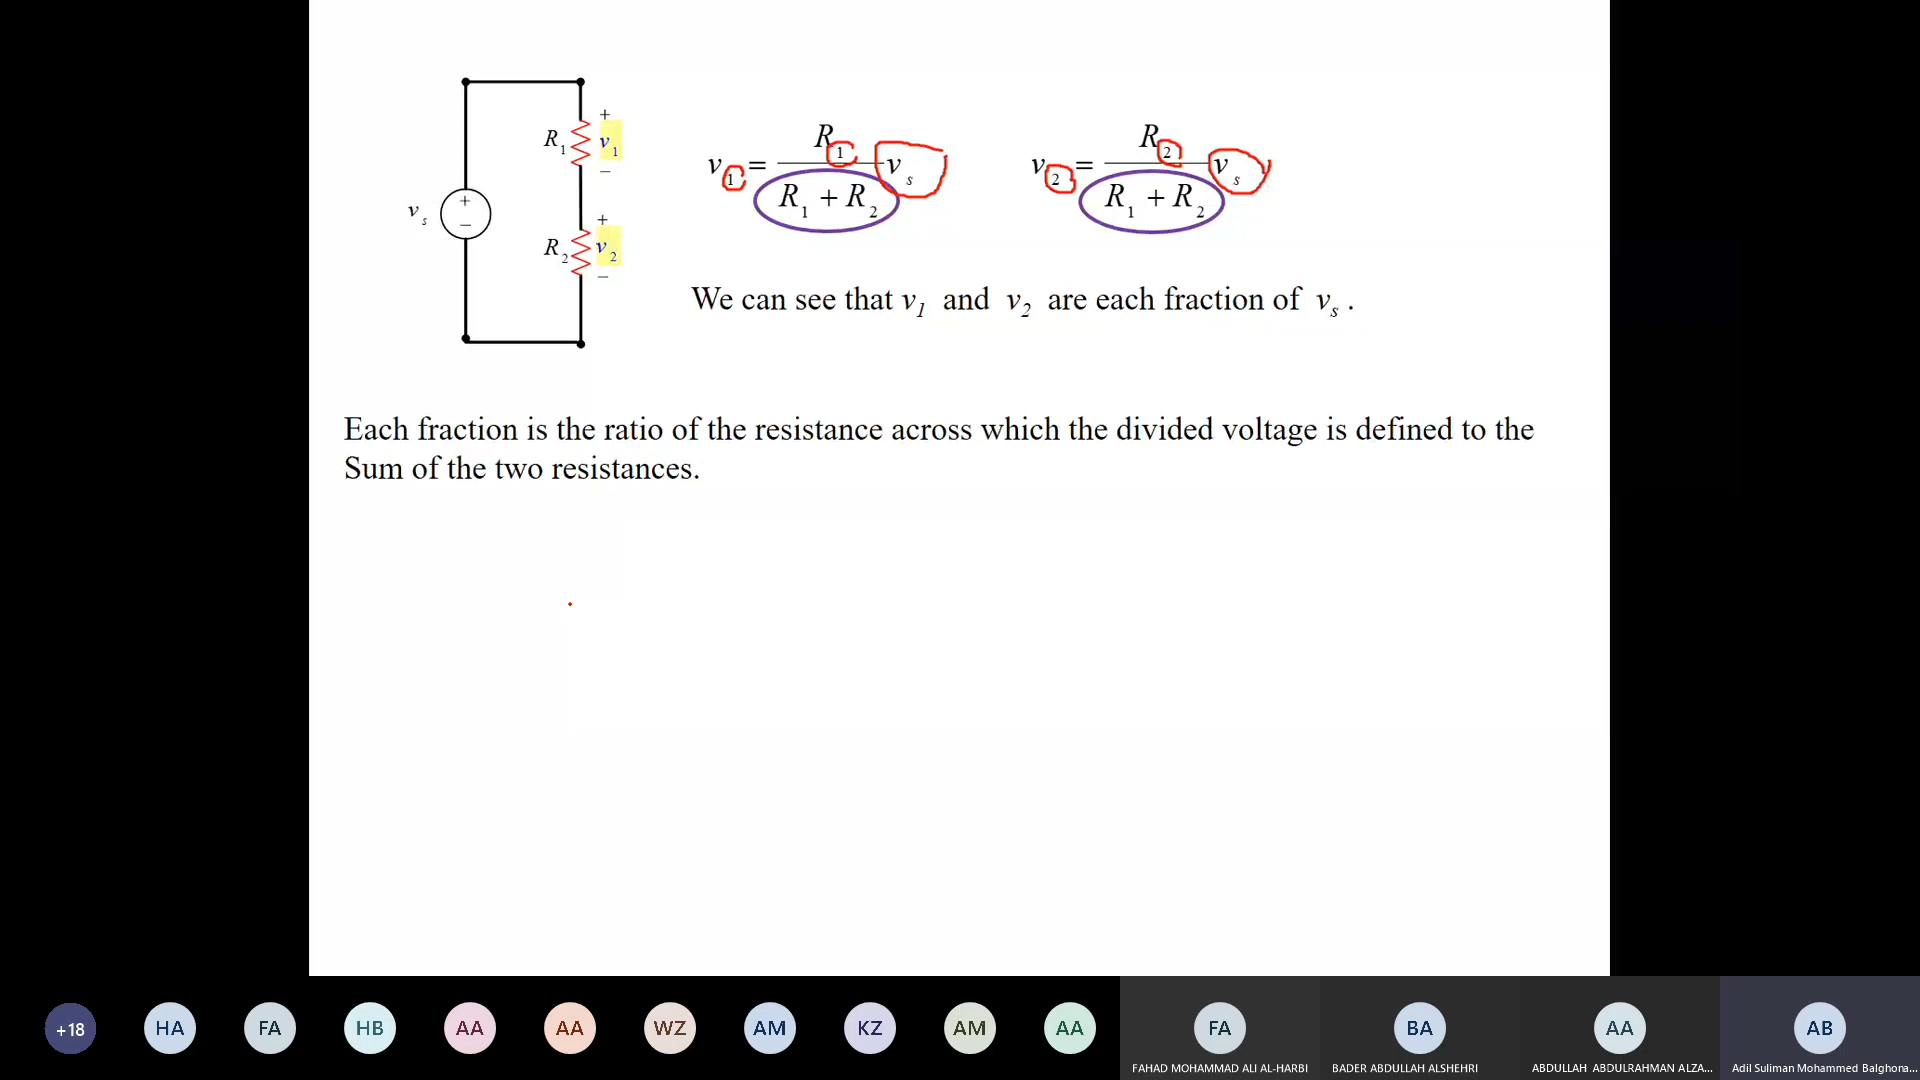 +
R1 v1
−
vs + −
+
R2 v2
−
v1 = R1 / (R1 + R2) vs
v2 = R2 / (R1 + R2) vs
We can see that v1 and v2 are each fraction of vs .
Each fraction is the ratio of the resistance across which the divided voltage is defined to the
Sum of the two resistances.
+18 HA FA HB AA AA WZ AM KZ AM AA FA BA AA AB
FAHAD MOHAMMAD ALI AL-HARBI BADER ABDULLAH ALSHEHRI ABDULLAH ABDULRAHMAN ALZA... Adil Suliman Mohammed Balghona...